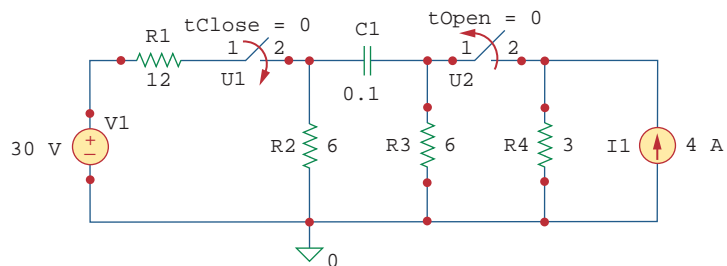 tClose = 0
C1
tOpen = 0
R1
1 2
1 2
12
U1
U2
0.1
V1
30 V
+
−
R2
6
R3
6
R4
3
I1
4 A
0